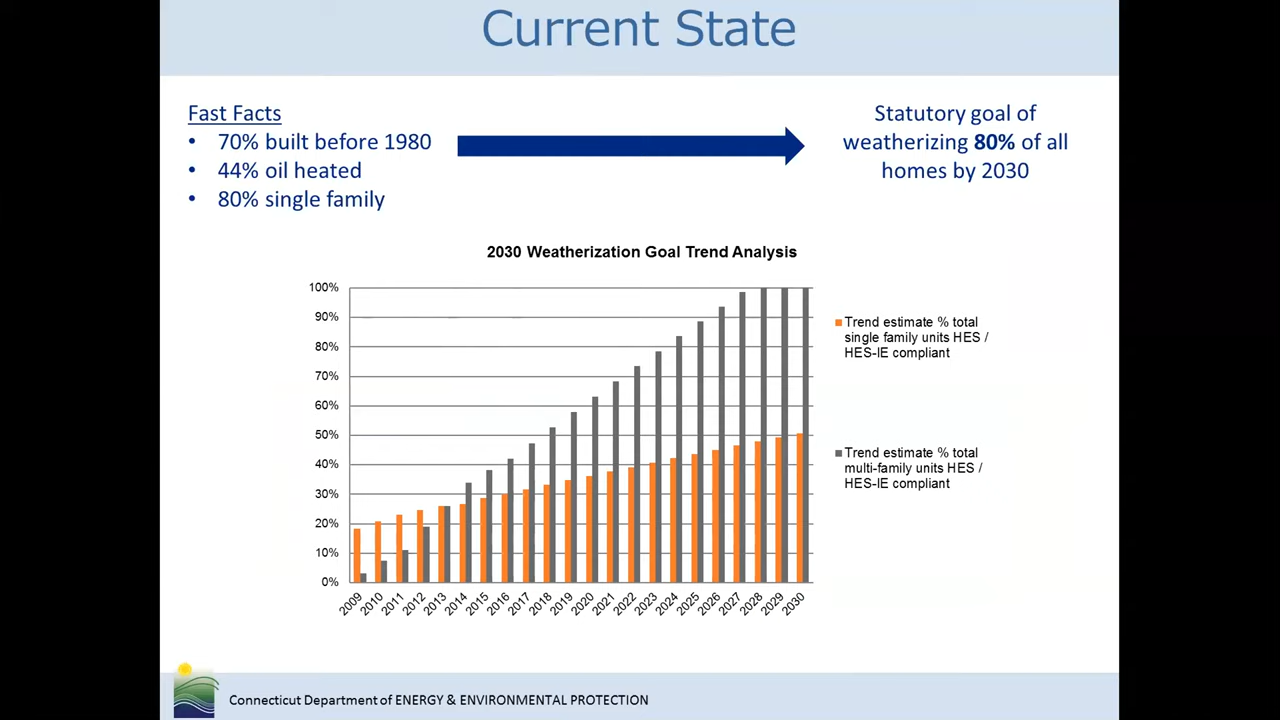 Current State
Fast Facts
• 70% built before 1980
• 44% oil heated
• 80% single family
Statutory goal of
weatherizing 80% of all
homes by 2030
2030 Weatherization Goal Trend Analysis
100%
90%
80%
70%
60%
50%
40%
30%
20%
10%
0%
2009 2010 2011 2012 2013 2014 2015 2016 2017 2018 2019 2020 2021 2022 2023 2024 2025 2026 2027 2028 2029 2030
Trend estimate % total
single family units HES /
HES-IE compliant
Trend estimate % total
multi-family units HES /
HES-IE compliant
Connecticut Department of ENERGY & ENVIRONMENTAL PROTECTION